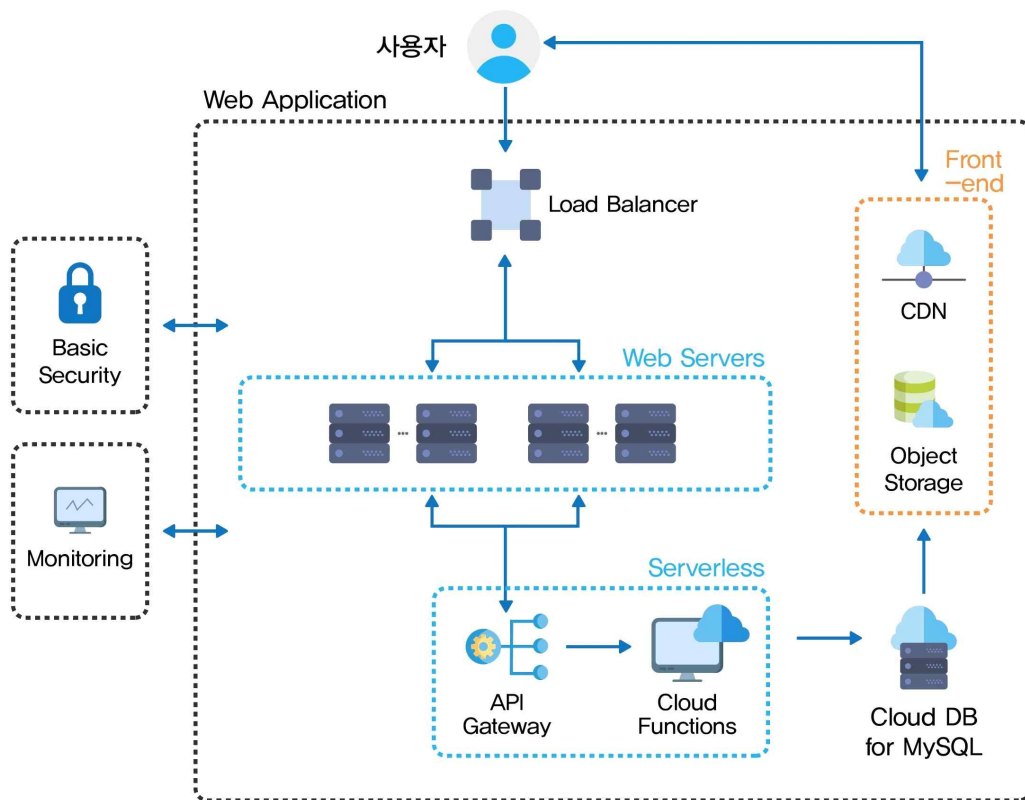 사용자
Web Application
Load Balancer
Front
-end
CDN
Object
Storage
Basic
Security
Monitoring
Web Servers
Serverless
API
Gateway
Cloud
Functions
Cloud DB
for MySQL